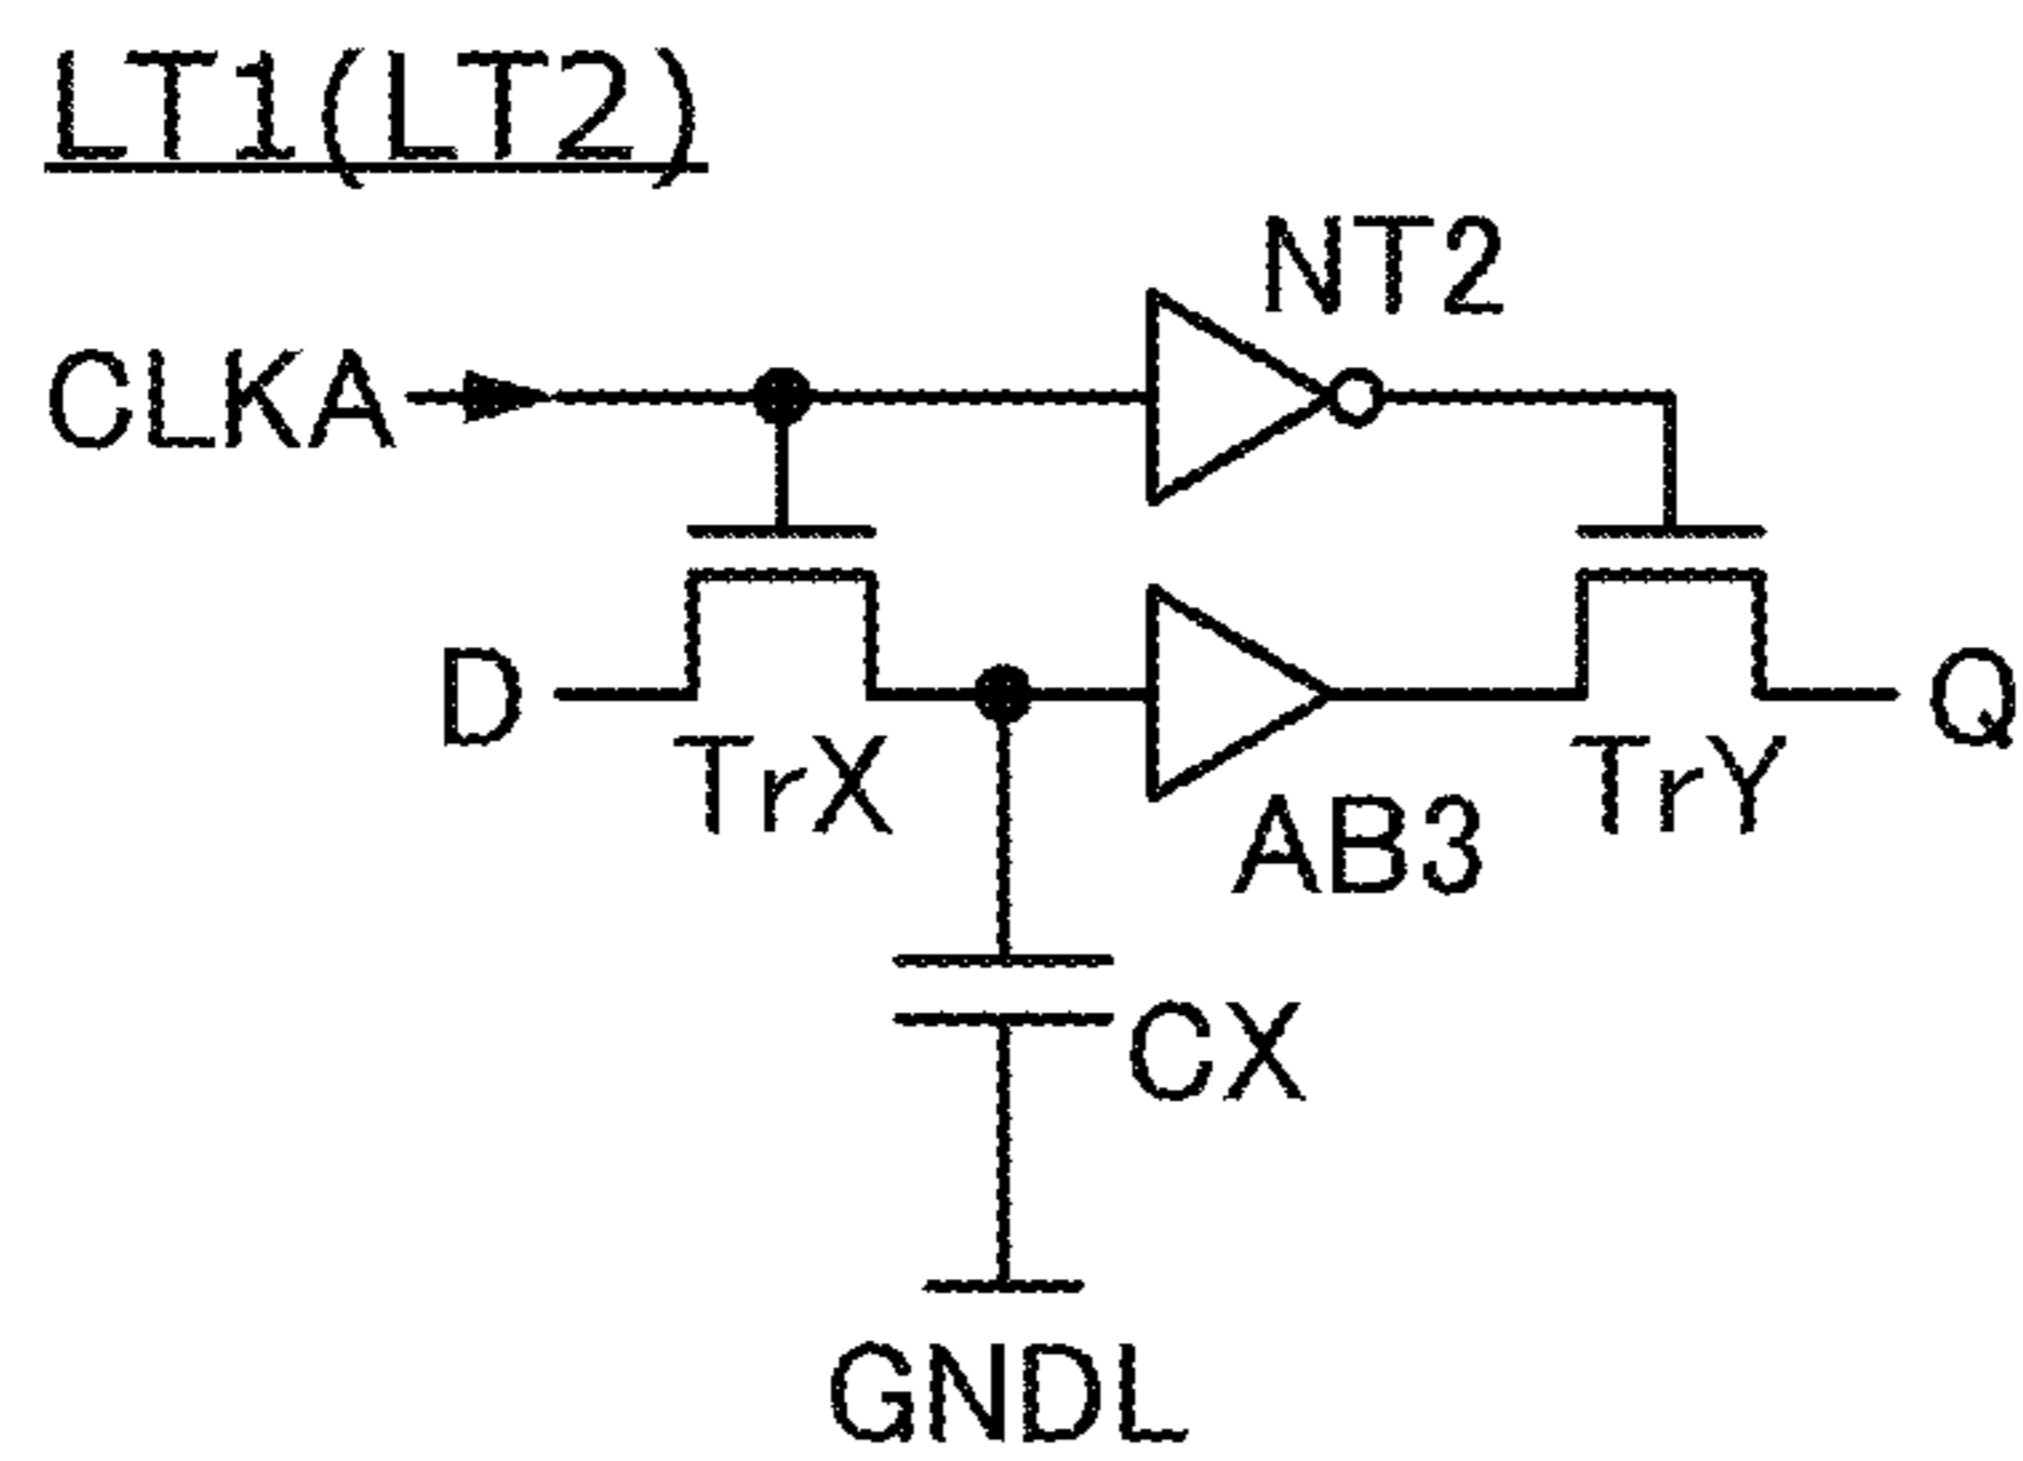 LT1(LT2)
NT2
CLKA
D
Q
TrX
TrY
AB3
CX
GNDL